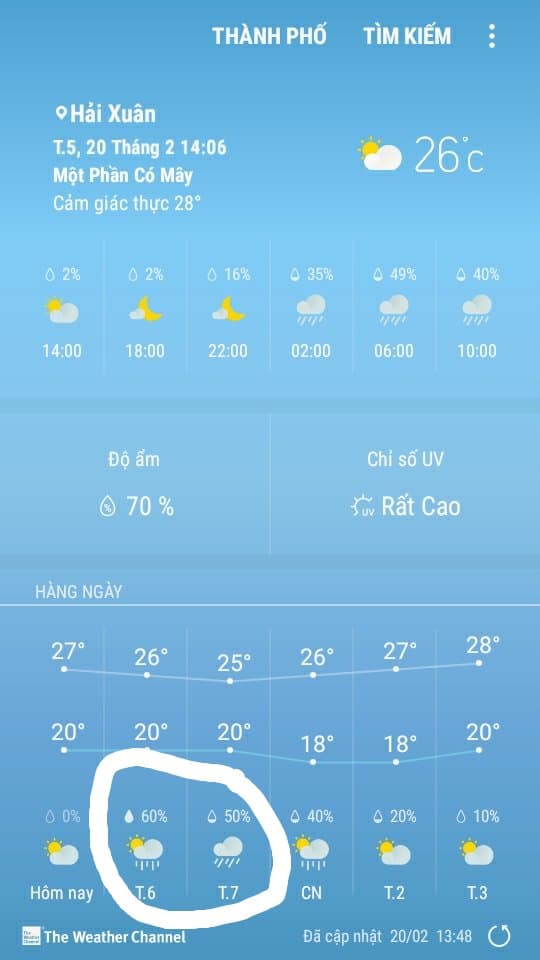 THÀNH PHỐ TÌM KIẾM
Hải Xuân
T.5, 20 Tháng 2 14:06
Một Phần Có Mây
Cảm giác thực 28°
26°c
2% 2% 16% 35% 49% 40%
14:00 18:00 22:00 02:00 06:00 10:00
Độ ẩm Chỉ số UV
% 70 % UV Rất Cao
HÀNG NGÀY
27° 26° 25° 26° 27° 28°
20° 20° 20° 18° 18° 20°
0% 60% 50% 40% 20% 10%
Hôm nay T.6 T.7 CN T.2 T.3
The Weather Channel The Weather Channel Đã cập nhật 20/02 13:48